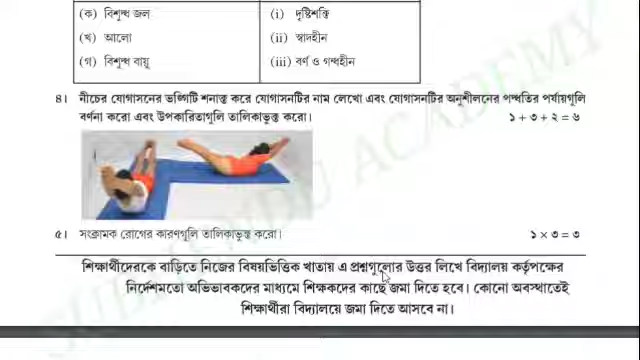 (ক) বিশুদ্ধ জল (i) দৃষ্টিশক্তি
(খ) আলো (ii) স্বাদহীন
(গ) বিশুদ্ধ বায়ু (iii) বর্ণ ও গন্ধহীন
৪। নীচের যোগাসনের ভঙ্গিটি শনাক্ত করে যোগাসনটির নাম লেখো এবং যোগাসনটির অনুশীলনের পদ্ধতির পর্যায়গুলি
বর্ণনা করো এবং উপকারিতাগুলি তালিকাভুক্ত করো। ১ + ৩ + ২ = ৬
৫। সংক্রামক রোগের কারণগুলি তালিকাভুক্ত করো। ১ × ৩ = ৩
শিক্ষার্থীদেরকে বাড়িতে নিজের বিষয়ভিত্তিক খাতায় এ প্রশ্নগুলোর উত্তর লিখে বিদ্যালয় কর্তৃপক্ষের
নির্দেশমতো অভিভাবকদের মাধ্যমে শিক্ষকদের কাছে জমা দিতে হবে। কোনো অবস্থাতেই
শিক্ষার্থীরা বিদ্যালয়ে জমা দিতে আসবে না।